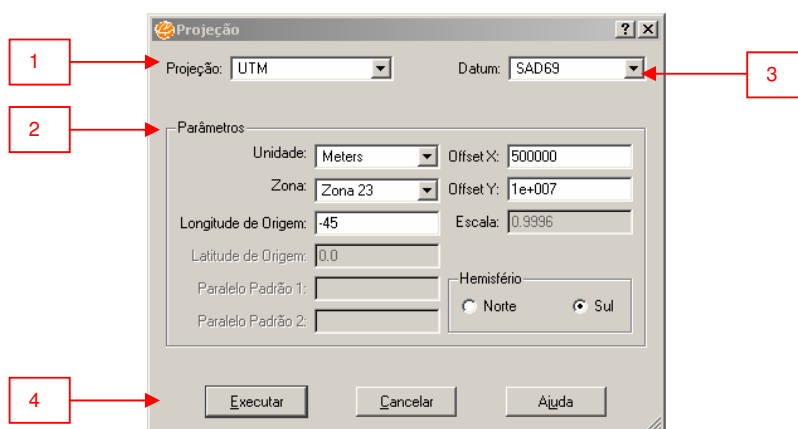 Projeção
1
Projeção: UTM Datum: SAD69
3
2
Parâmetros
Unidade: Meters Offset X: 500000
Zona: Zona 23 Offset Y: 1e+007
Longitude de Origem: -45 Escala: 0.9996
Latitude de Origem: 0.0
Hemisfério
Paralelo Padrão 1:
Norte Sul
Paralelo Padrão 2:
4
Executar Cancelar Ajuda